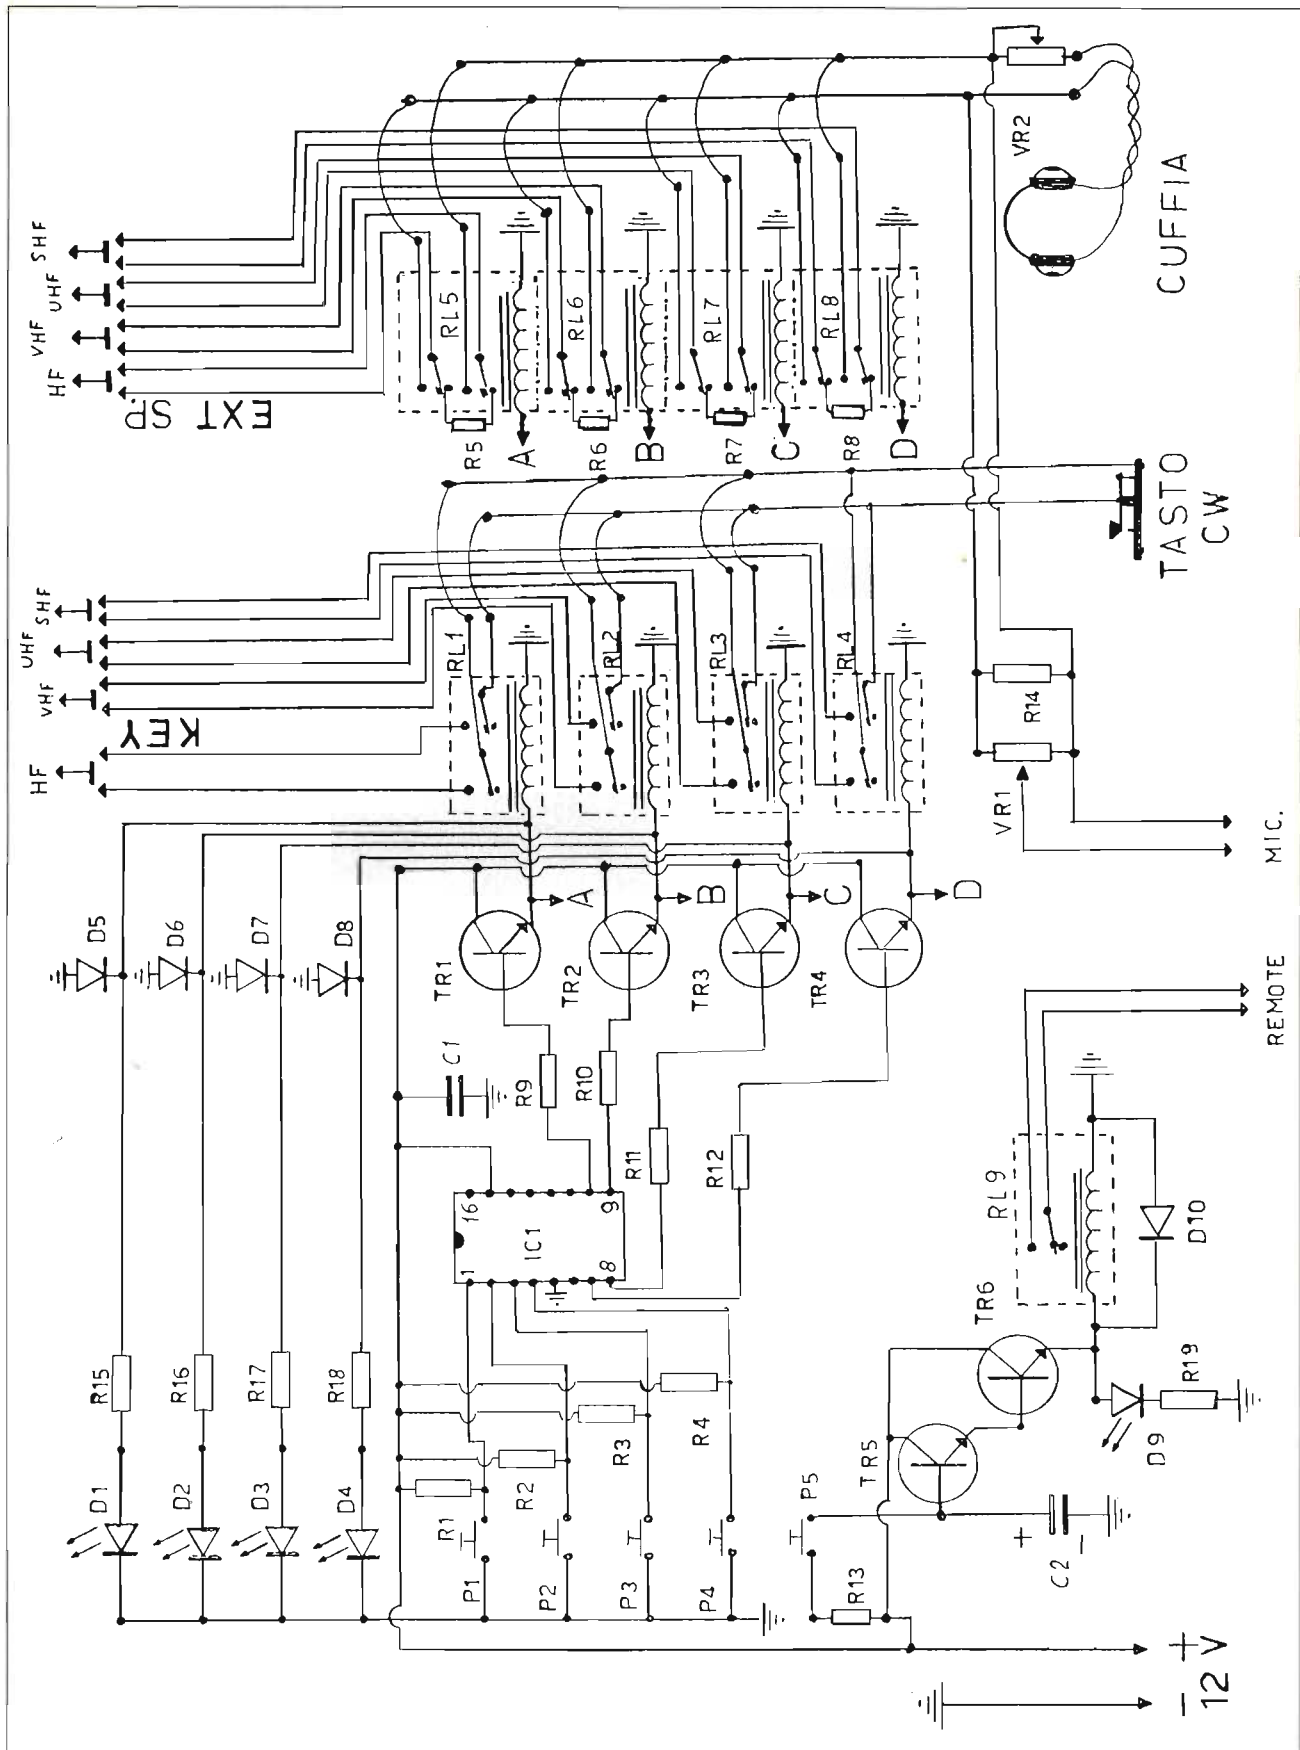 HF
VHF
UHF
SHF
EXT SP.
VR2
CUFFIA
RL5
RL6
RL7
RL8
R5
R6
R7
R8
A
B
C
D
HF
VHF
UHF
SHF
KEY
RL1
RL2
RL3
RL4
TASTO
CW
R14
VR1
MIC.
D5
D6
D7
D8
TR1
TR2
TR3
TR4
A
B
C
D
C1
R9
R10
R11
R12
IC1
1
16
8
9
REMOTE
RL9
D10
TR6
TR5
D9
R19
R15
R16
R17
R18
D1
D2
D3
D4
R1
R2
R3
R4
P1
P2
P3
P4
P5
R13
C2
+
-
- +
12 V